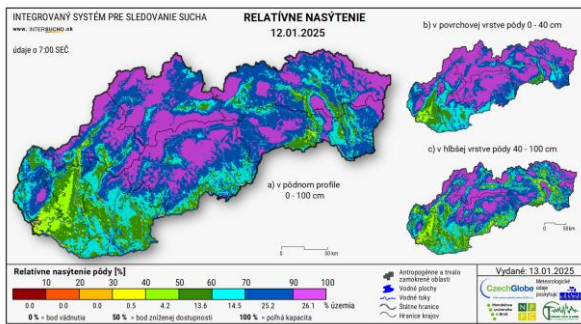 INTEGROVANÝ SYSTÉM PRE SLEDOVANIE SUCHA
www. INTERSUCHO.sk
údaje o 7:00 SEČ
RELATÍVNE NASÝTENIE
12.01.2025
b) v povrchovej vrstve pôdy 0 - 40 cm
a) v pôdnom profile
0 - 100 cm
0 50 km
c) v hlbšej vrstve pôdy 40 - 100 cm
Relatívne nasýtenie pôdy [%]
10 20 30 40 50 60 70 80 90 100
0.0 0.0 0.0 0.5 4.2 13.6 14.5 25.2 26.1 % územia
0 % = bod vädnutia 50 % = bod zníženej dostupnosti 100 % = poľná kapacita
Antropogénne a trvalo
zamokrené oblasti
Vodné plochy
Vodné toky
Štátne hranice
Hranice krajov
Vydané: 13.01.2025
CzechGlobe
Meteorologické
údaje
poskytuje